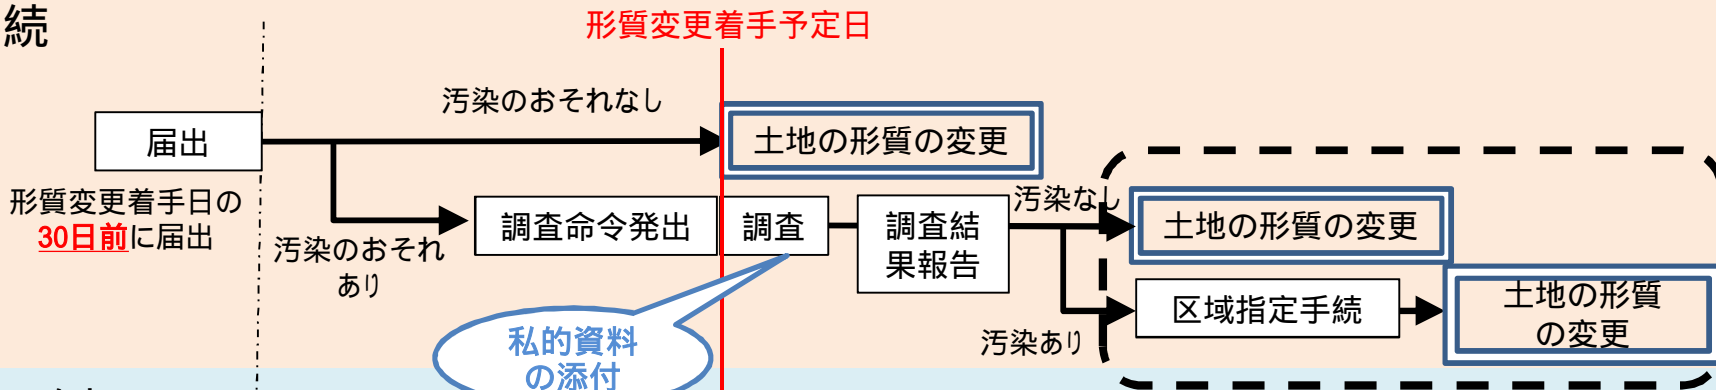 続
形質変更着手予定日
汚染のおそれなし
届出
土地の形質の変更
形質変更着手日の
30日前に届出
汚染のおそれ
あり
調査命令発出
調査
調査結
果報告
汚染なし
土地の形質の変更
汚染あり
区域指定手続
土地の形質
の変更
私的資料
の添付